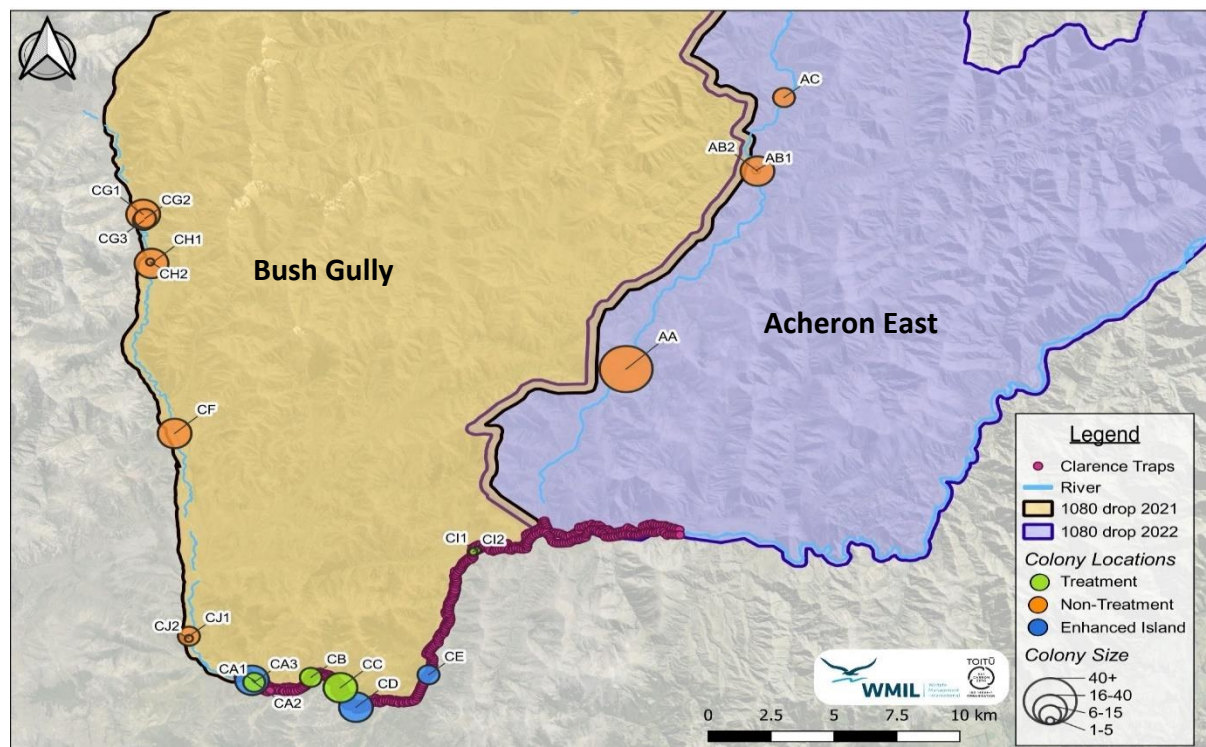 AC
AB2
AB1
CG1
CG2
CG3
CH1
CH2
Bush Gully
Acheron East
AA
CF
CI1
CI2
CJ2
CJ1
CA1
CA3
CA2
CB
CC
CD
CE
Legend
Clarence Traps
River
1080 drop 2021
1080 drop 2022
Colony Locations
Treatment
Non-Treatment
Enhanced Island
Colony Size
40+
16-40
6-15
1-5
WMIL
Wildlife
Management
International
TOITŪ
0 2.5 5 7.5 10 km